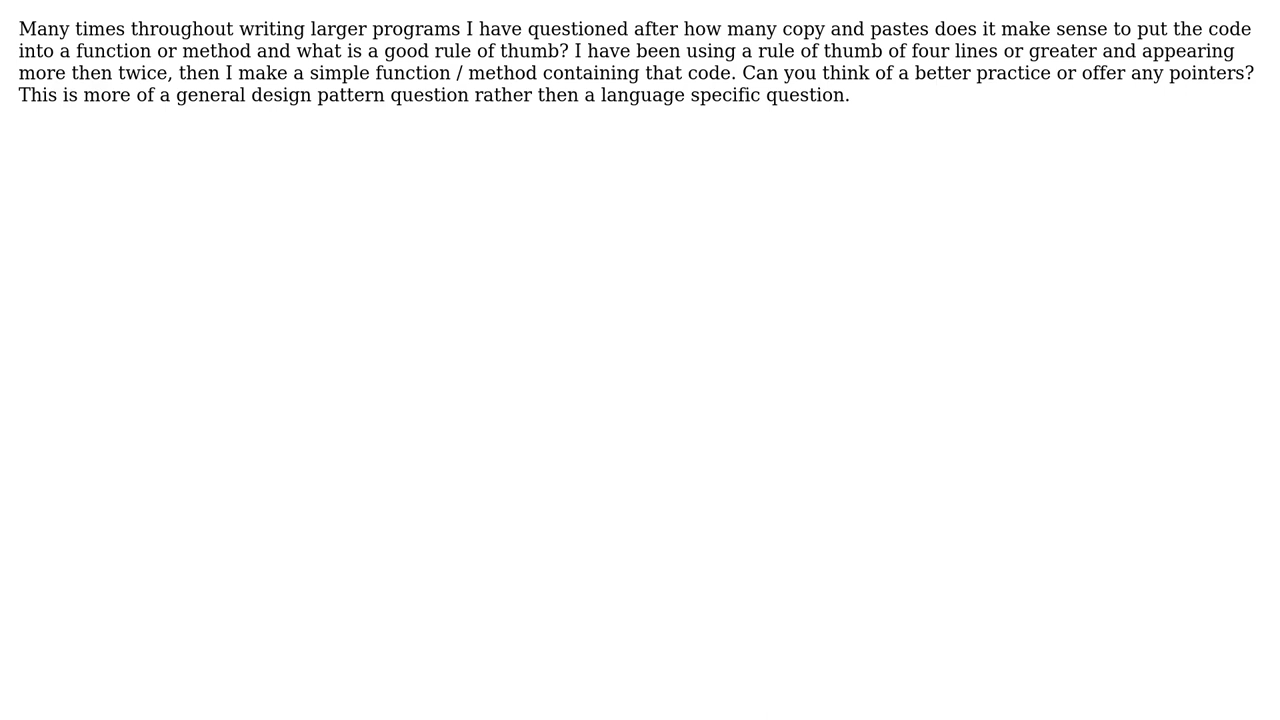 Many times throughout writing larger programs I have questioned after how many copy and pastes does it make sense to put the code
into a function or method and what is a good rule of thumb? I have been using a rule of thumb of four lines or greater and appearing
more then twice, then I make a simple function / method containing that code. Can you think of a better practice or offer any pointers?
This is more of a general design pattern question rather then a language specific question.